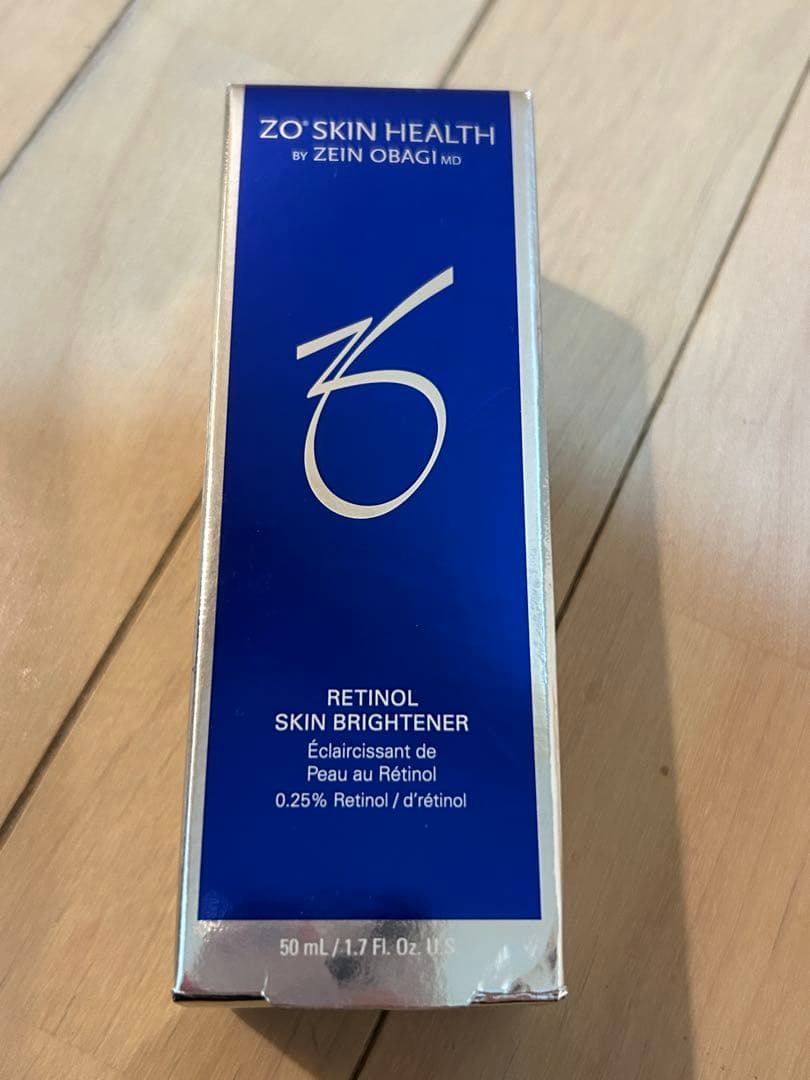 ZO® SKIN HEALTH
BY ZEIN OBAGI MD
RETINOL
SKIN BRIGHTENER
Éclaircissant de
Peau au Rétinol
0.25% Retinol / d'rétinol
50 mL / 1.7 Fl. Oz. U.S